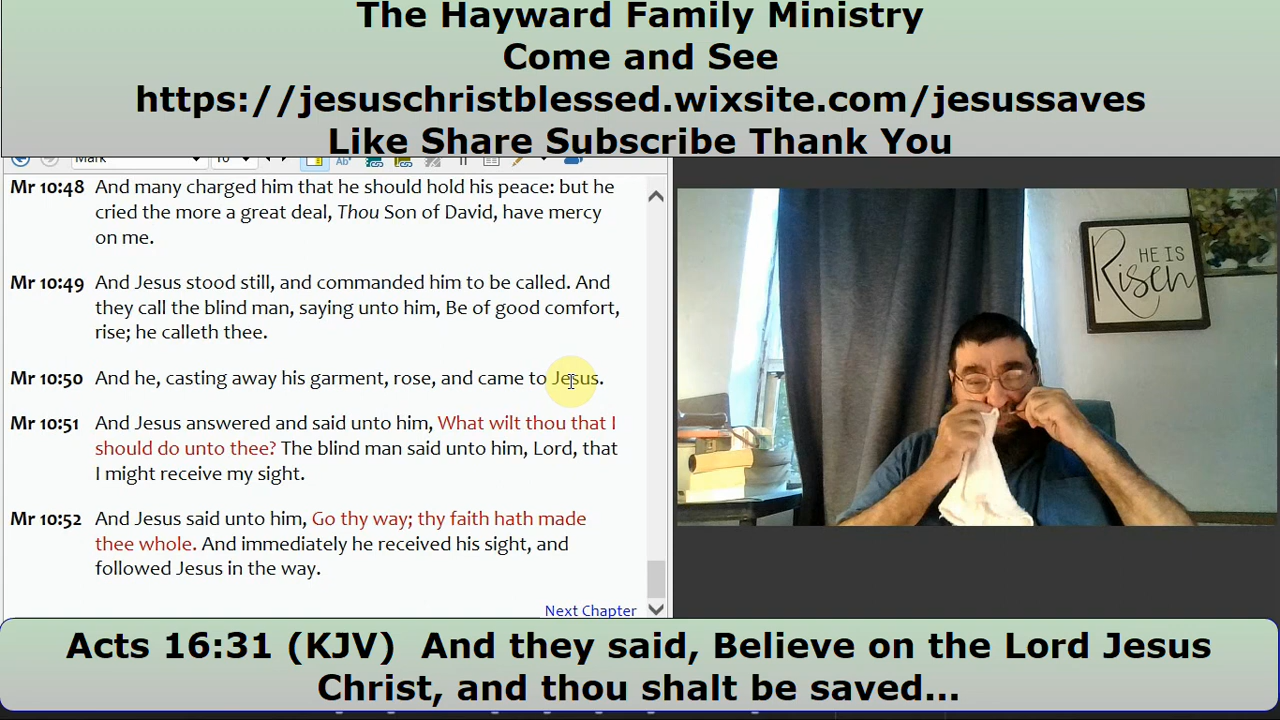 The Hayward Family Ministry
Come and See
https://jesuschristblessed.wixsite.com/jesussaves
Like Share Subscribe Thank You
Mark
Mr 10:48 And many charged him that he should hold his peace: but he
cried the more a great deal, Thou Son of David, have mercy
on me.
Mr 10:49 And Jesus stood still, and commanded him to be called. And
they call the blind man, saying unto him, Be of good comfort,
rise; he calleth thee.
Mr 10:50 And he, casting away his garment, rose, and came to Jesus.
Mr 10:51 And Jesus answered and said unto him, What wilt thou that I
should do unto thee? The blind man said unto him, Lord, that
I might receive my sight.
Mr 10:52 And Jesus said unto him, Go thy way; thy faith hath made
thee whole. And immediately he received his sight, and
followed Jesus in the way.
Next Chapter
HE IS
Risen
Acts 16:31 (KJV) And they said, Believe on the Lord Jesus
Christ, and thou shalt be saved...